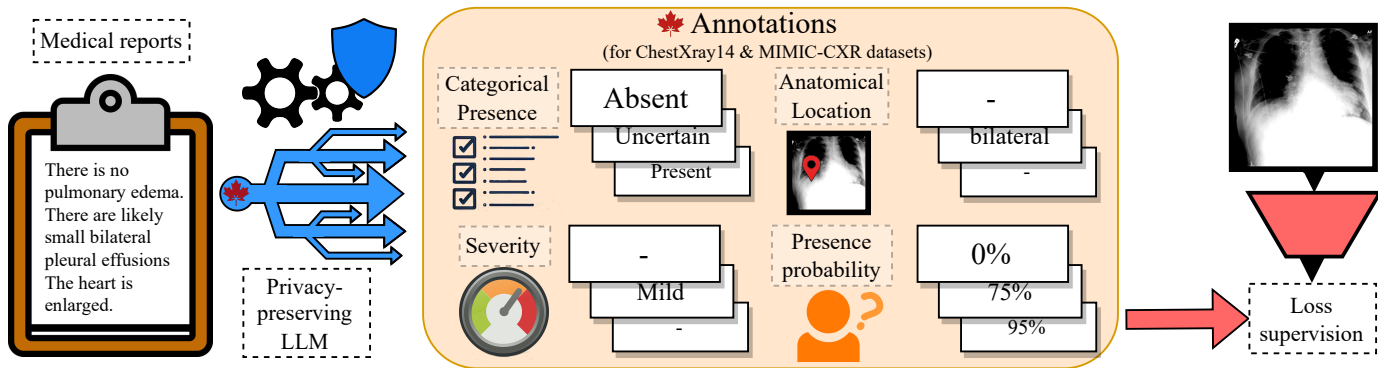 Medical reports
There is no
pulmonary edema.
There are likely
small bilateral
pleural effusions
The heart is
enlarged.
Privacy-
preserving
LLM
Annotations
(for ChestXray14 & MIMIC-CXR datasets)
Categorical
Presence
Absent
Uncertain
Present
Anatomical
Location
-
bilateral
-
Severity
-
Mild
-
Presence
probability
0%
75%
95%
Loss
supervision